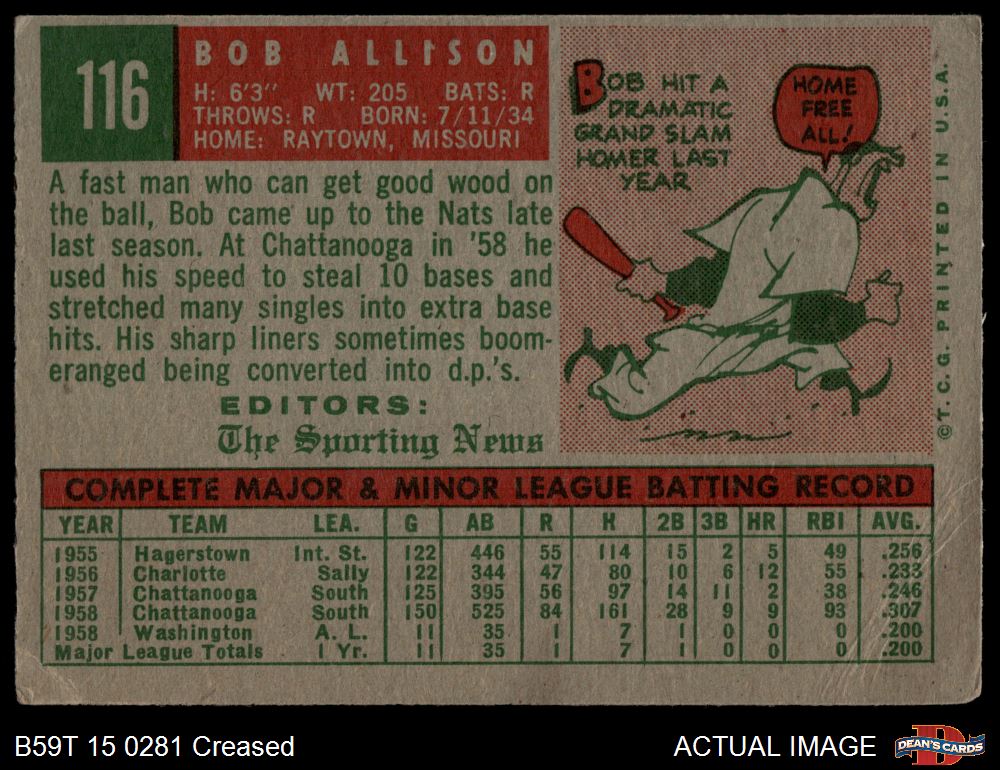 116
BOB ALLISON
H: 6'3" WT: 205 BATS: R
THROWS: R BORN: 7/11/34
HOME: RAYTOWN, MISSOURI
A fast man who can get good wood on
the ball, Bob came up to the Nats late
last season. At Chattanooga in '58 he
used his speed to steal 10 bases and
stretched many singles into extra base
hits. His sharp liners sometimes boom-
eranged being converted into d.p.'s.
EDITORS:
The Sporting News
BOB HIT A
DRAMATIC
GRAND SLAM
HOMER LAST
YEAR
HOME
FREE
ALL!
©T. C. G. PRINTED IN U.S.A.
COMPLETE MAJOR & MINOR LEAGUE BATTING RECORD
YEAR TEAM LEA. G AB R H 2B 3B HR RBI AVG.
1955 Hagerstown Int. St. 122 446 55 114 15 2 5 49 .256
1956 Charlotte Sally 122 344 47 80 10 6 12 55 .233
1957 Chattanooga South 125 395 56 97 14 11 2 38 .246
1958 Chattanooga South 150 525 84 161 28 9 9 93 .307
1958 Washington A. L. 11 35 1 7 1 0 0 0 .200
Major League Totals 1 Yr. 11 35 1 7 1 0 0 0 .200
B59T 15 0281 Creased
ACTUAL IMAGE
D
DEAN'S CARDS